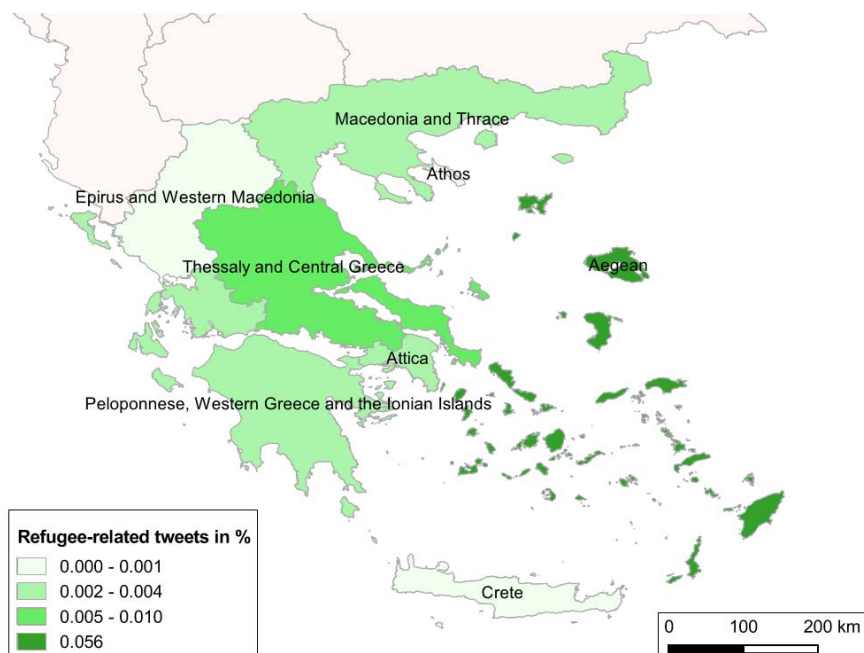 Macedonia and Thrace
Athos
Epirus and Western Macedonia
Thessaly and Central Greece
Aegean
Attica
Peloponnese, Western Greece and the Ionian Islands
Crete
Refugee-related tweets in %
0.000 - 0.001
0.002 - 0.004
0.005 - 0.010
0.056
0 100 200 km